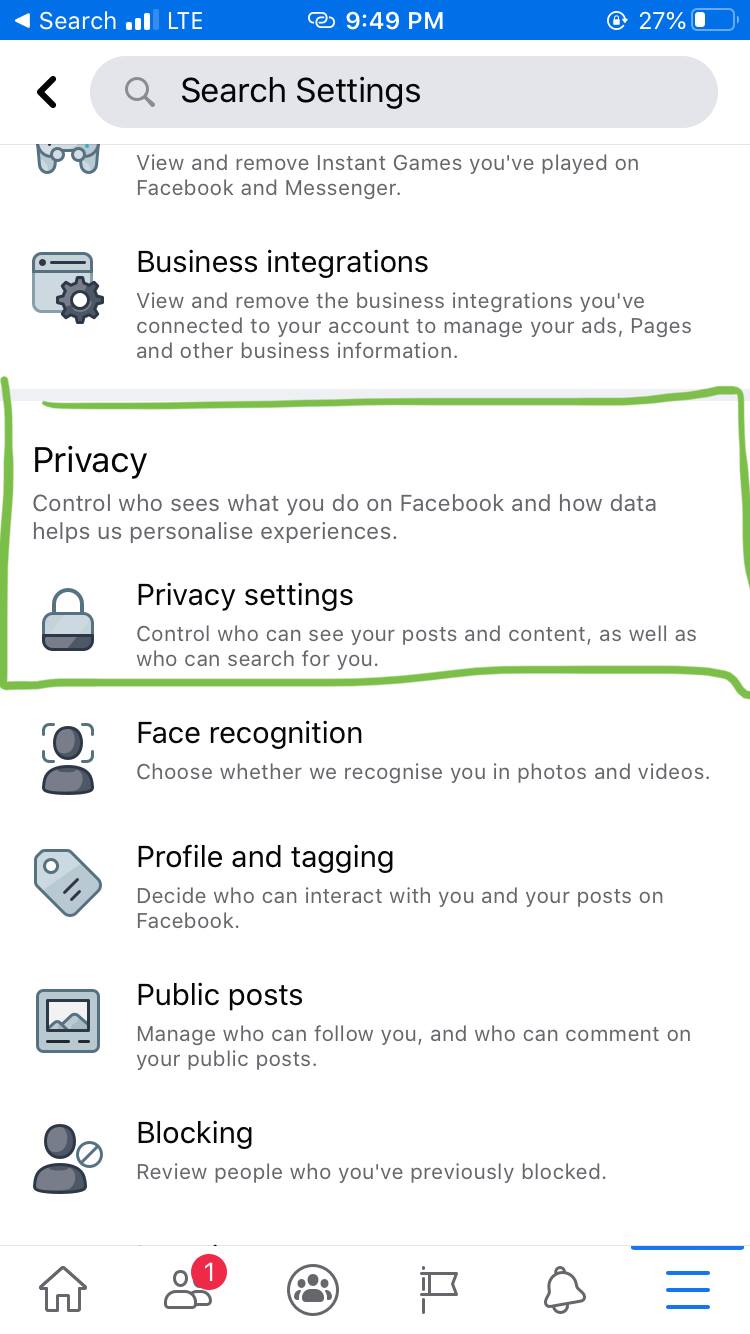 Search LTE 9:49 PM 27%
Search Settings
View and remove Instant Games you've played on
Facebook and Messenger.
Business integrations
View and remove the business integrations you've
connected to your account to manage your ads, Pages
and other business information.
Privacy
Control who sees what you do on Facebook and how data
helps us personalise experiences.
Privacy settings
Control who can see your posts and content, as well as
who can search for you.
Face recognition
Choose whether we recognise you in photos and videos.
Profile and tagging
Decide who can interact with you and your posts on
Facebook.
Public posts
Manage who can follow you, and who can comment on
your public posts.
Blocking
Review people who you've previously blocked.
1